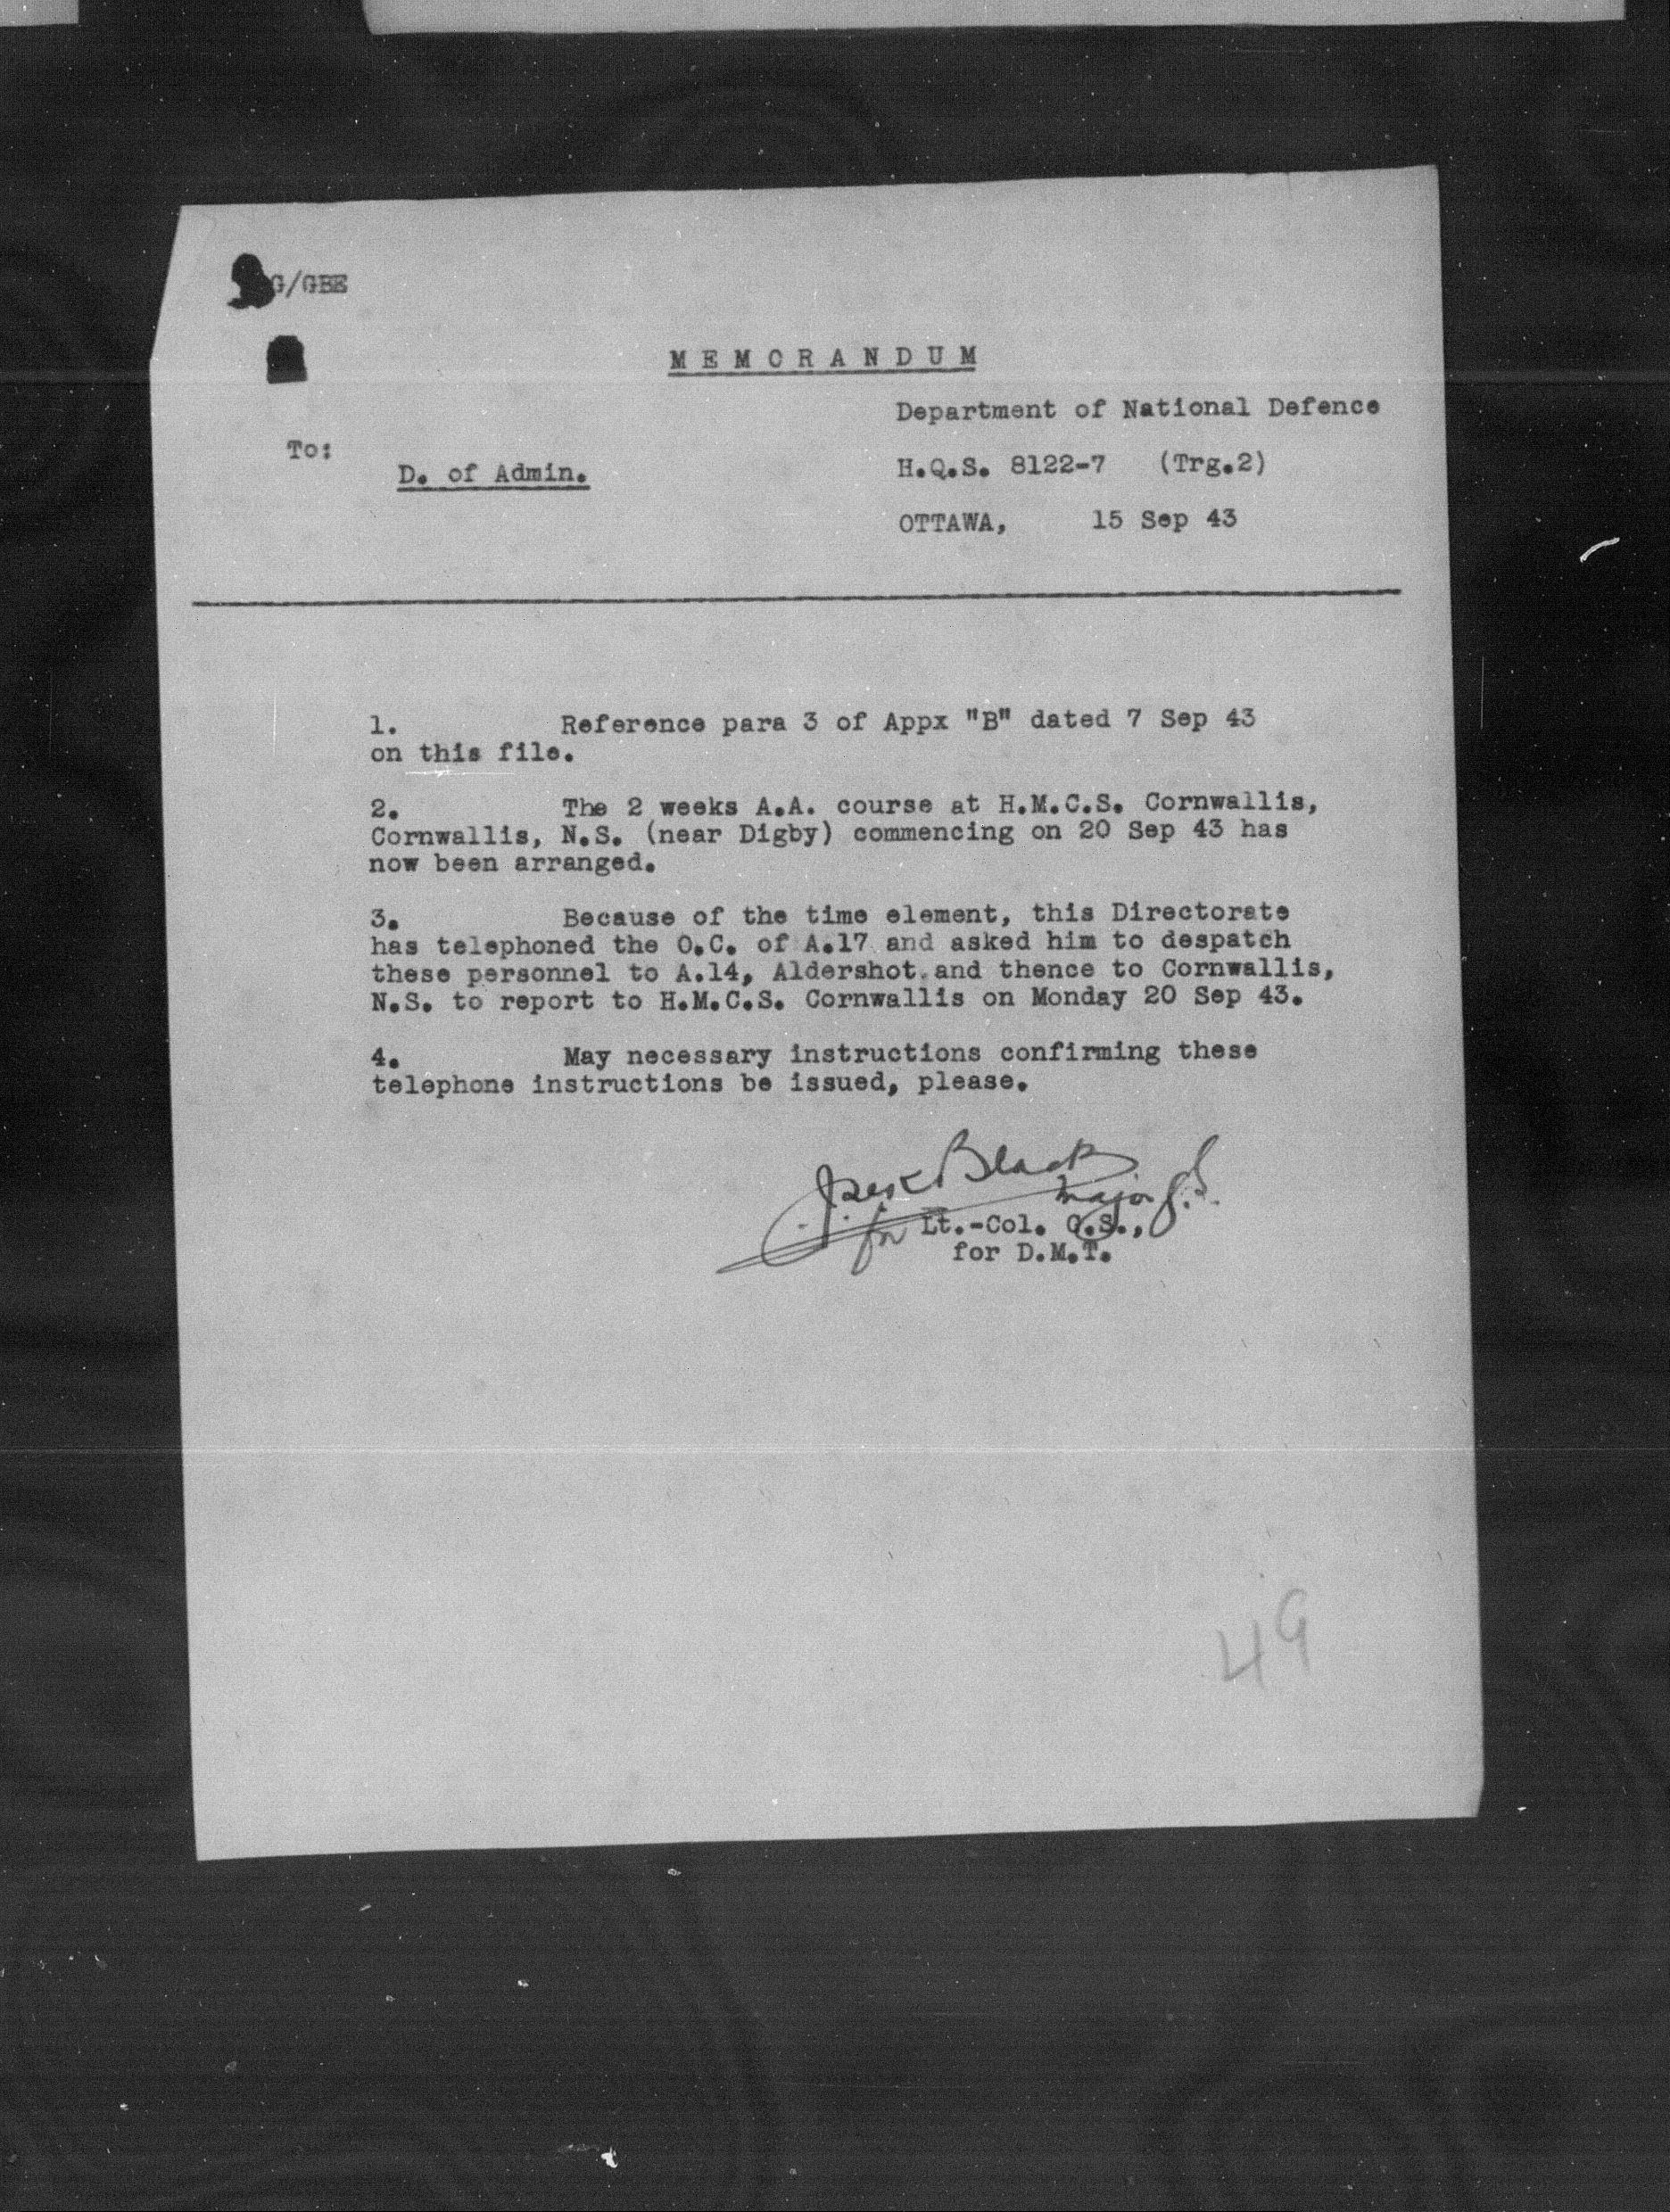 G/GBE
M E M O R A N D U M
Department of National Defence
To:
D. of Admin.
H.Q.S. 8122-7 (Trg.2)
OTTAWA, 15 Sep 43
1. Reference para 3 of Appx "B" dated 7 Sep 43
on this file.
2. The 2 weeks A.A. course at H.M.C.S. Cornwallis,
Cornwallis, N.S. (near Digby) commencing on 20 Sep 43 has
now been arranged.
3. Because of the time element, this Directorate
has telephoned the O.C. of A.17 and asked him to despatch
these personnel to A.14, Aldershot and thence to Cornwallis,
N.S. to report to H.M.C.S. Cornwallis on Monday 20 Sep 43.
4. May necessary instructions confirming these
telephone instructions be issued, please.
Black
Major G.S.
for Lt.-Col. G.S.,
for D.M.T.
49